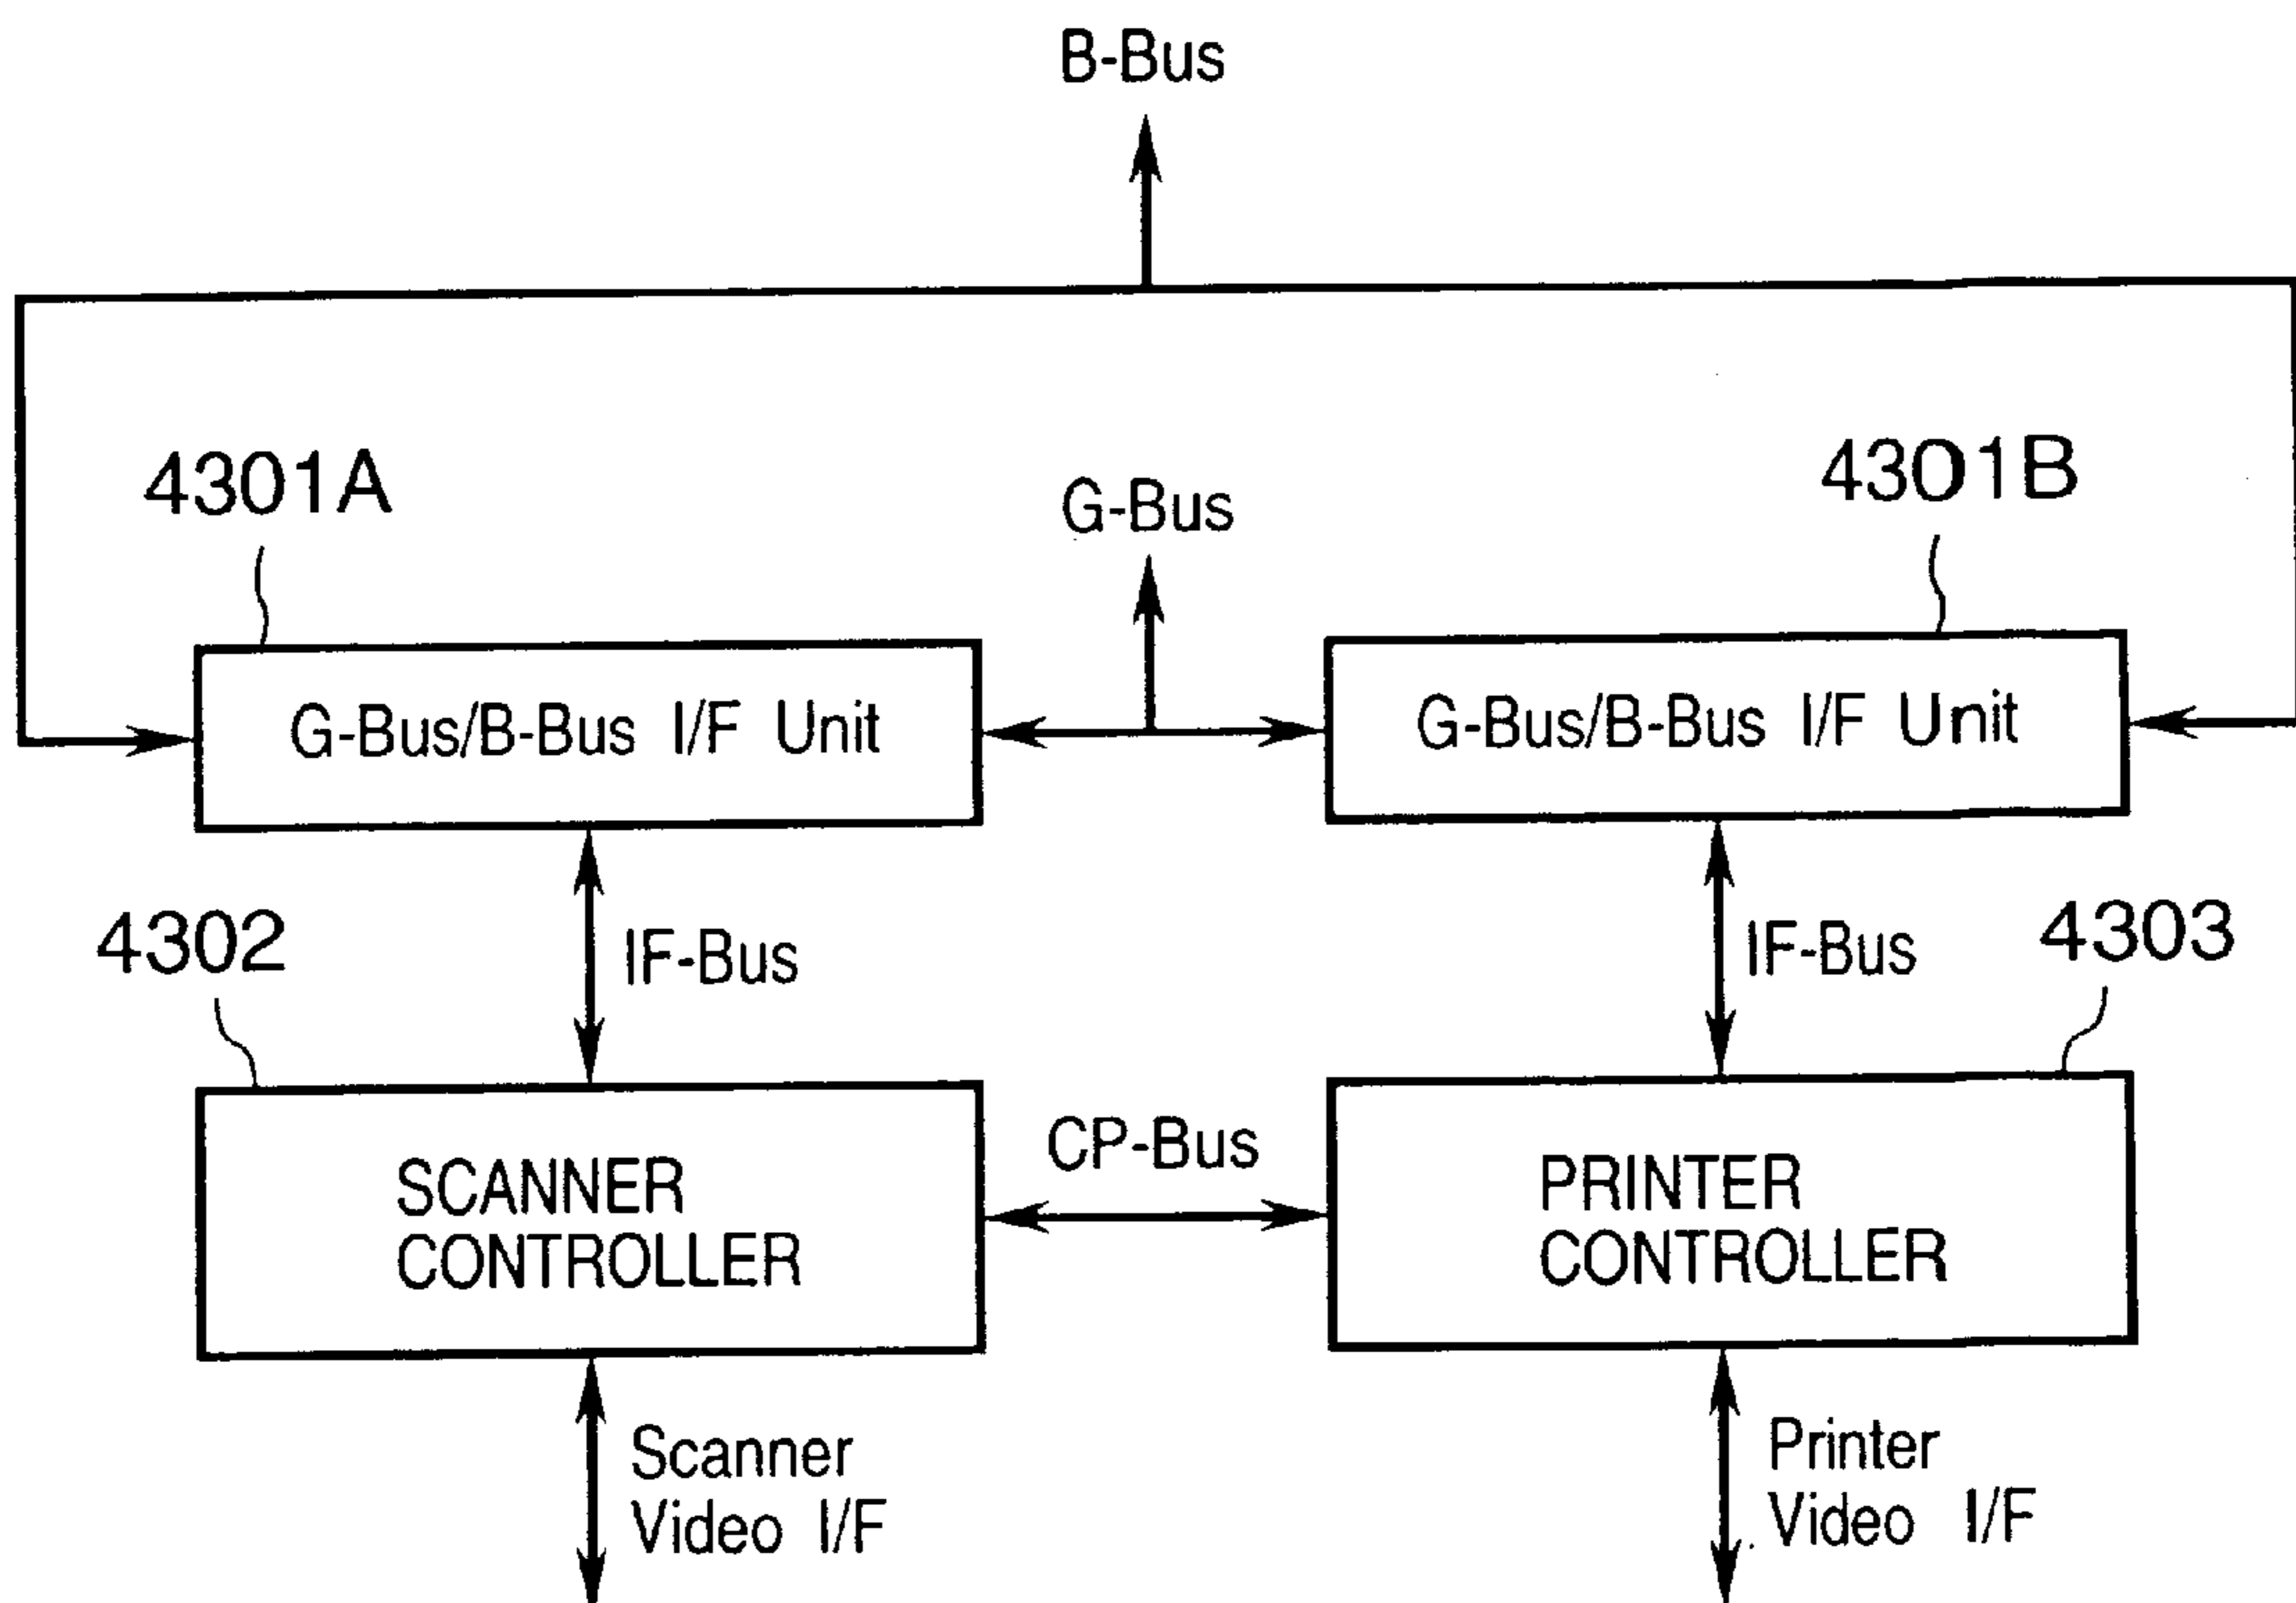 B-Bus
4301A
4301B
G-Bus
G-Bus/B-Bus I/F Unit
G-Bus/B-Bus I/F Unit
4302
IF-Bus
IF-Bus
4303
SCANNER
CONTROLLER
CP-Bus
PRINTER
CONTROLLER
Scanner
Video I/F
Printer
Video I/F